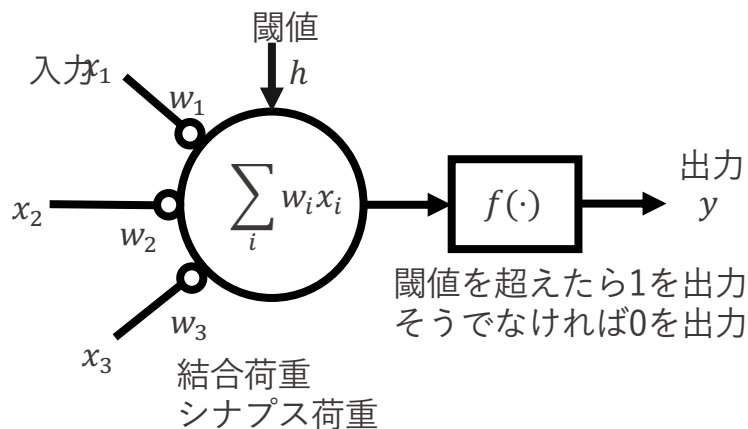 閾値
h
入力x₁
w₁
∑ᵢ wᵢxᵢ
f(·)
出力
y
x₂
w₂
閾値を超えたら1を出力
そうでなければ0を出力
w₃
x₃
結合荷重
シナプス荷重